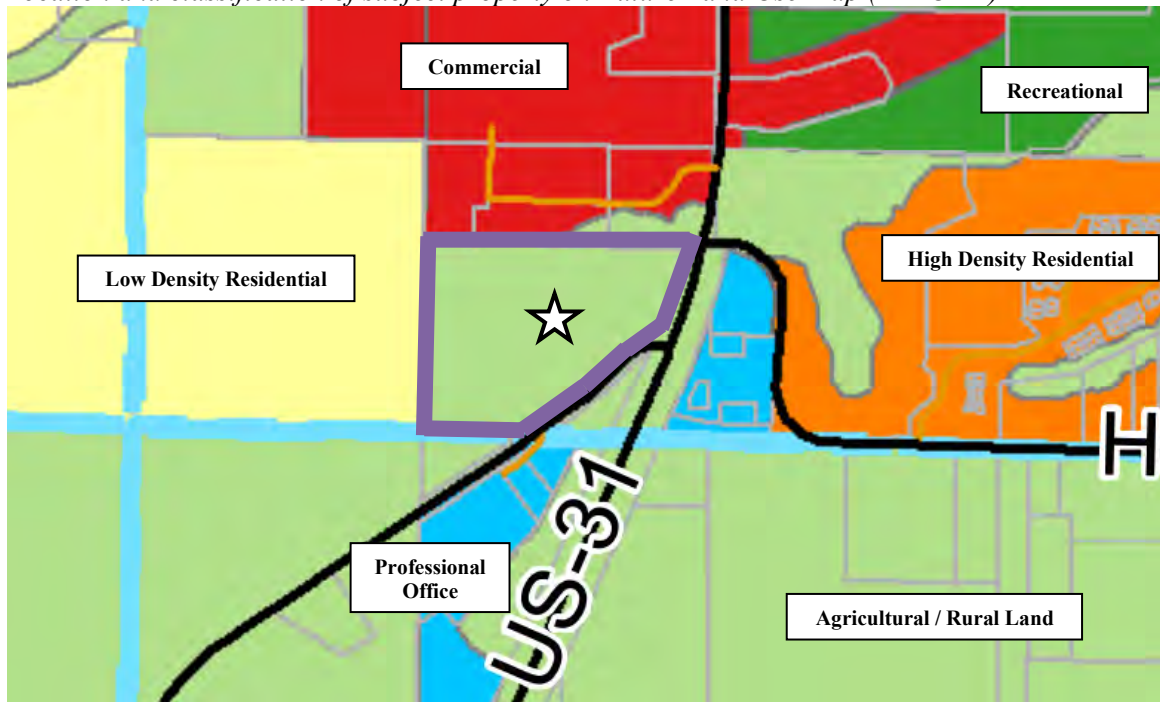 Commercial
Recreational
Low Density Residential
High Density Residential
H
US-31
Professional
Office
Agricultural / Rural Land